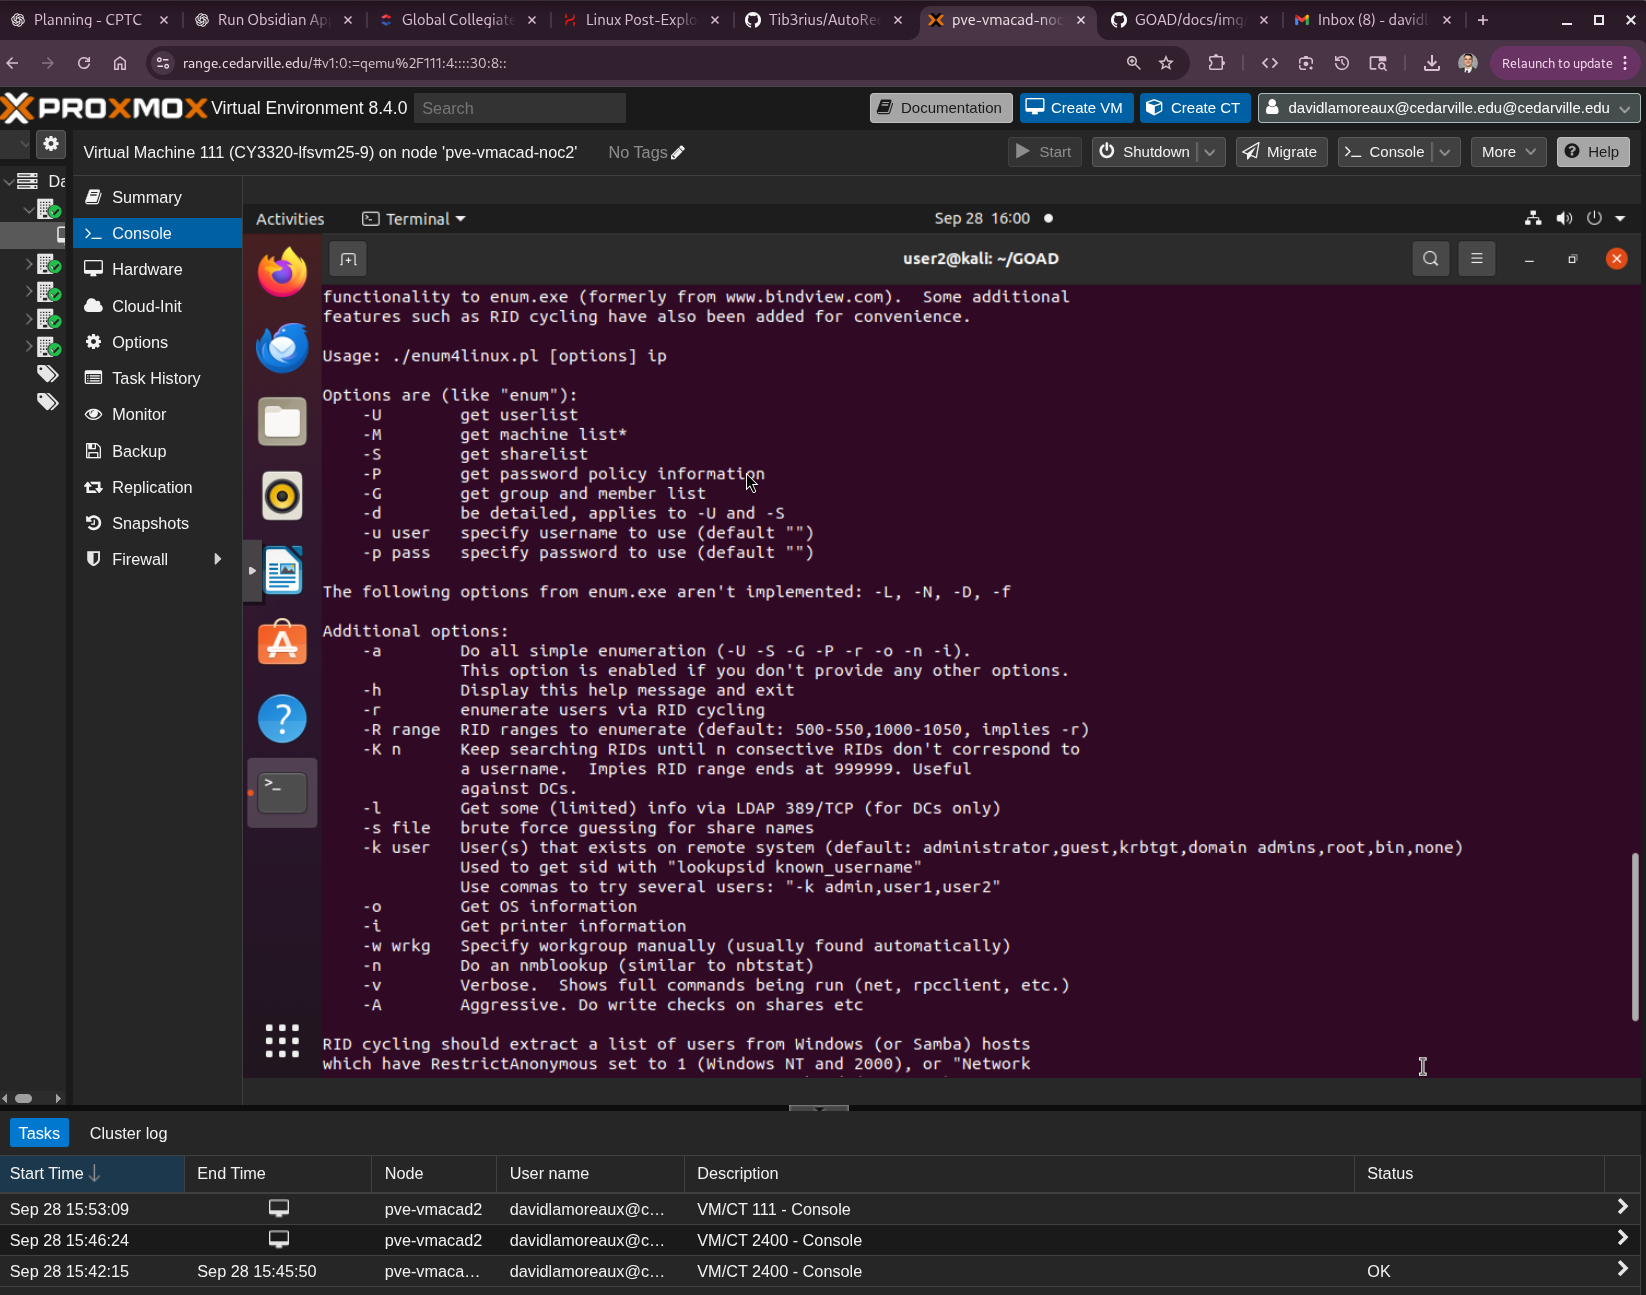 Planning - CPTC
Run Obsidian Ap
Global Collegiate
Linux Post-Explo
Tib3rius/AutoRec
pve-vmacad-noc
GOAD/docs/img
Inbox (8) - davidl
range.cedarville.edu/#v1:0:=qemu%2F111:4::::30:8::
Relaunch to update
PROXMOX Virtual Environment 8.4.0
Search
Documentation
Create VM
Create CT
davidlamoreaux@cedarville.edu@cedarville.edu
Virtual Machine 111 (CY3320-lfsvm25-9) on node 'pve-vmacad-noc2'
No Tags
Start
Shutdown
Migrate
Console
More
Help
Da
Summary
Console
Hardware
Cloud-Init
Options
Task History
Monitor
Backup
Replication
Snapshots
Firewall
Activities
Terminal
Sep 28 16:00
user2@kali: ~/GOAD
functionality to enum.exe (formerly from www.bindview.com).  Some additional
features such as RID cycling have also been added for convenience.
Usage: ./enum4linux.pl [options] ip
Options are (like "enum"):
-U        get userlist
-M        get machine list*
-S        get sharelist
-P        get password policy information
-G        get group and member list
-d        be detailed, applies to -U and -S
-u user   specify username to use (default "")
-p pass   specify password to use (default "")
The following options from enum.exe aren't implemented: -L, -N, -D, -f
Additional options:
-a        Do all simple enumeration (-U -S -G -P -r -o -n -i).
This option is enabled if you don't provide any other options.
-h        Display this help message and exit
-r        enumerate users via RID cycling
-R range  RID ranges to enumerate (default: 500-550,1000-1050, implies -r)
-K n      Keep searching RIDs until n consective RIDs don't correspond to
a username.  Impies RID range ends at 999999. Useful
against DCs.
-l        Get some (limited) info via LDAP 389/TCP (for DCs only)
-s file   brute force guessing for share names
-k user   User(s) that exists on remote system (default: administrator,guest,krbtgt,domain admins,root,bin,none)
Used to get sid with "lookupsid known_username"
Use commas to try several users: "-k admin,user1,user2"
-o        Get OS information
-i        Get printer information
-w wrkg   Specify workgroup manually (usually found automatically)
-n        Do an nmblookup (similar to nbtstat)
-v        Verbose.  Shows full commands being run (net, rpcclient, etc.)
-A        Aggressive. Do write checks on shares etc
RID cycling should extract a list of users from Windows (or Samba) hosts
which have RestrictAnonymous set to 1 (Windows NT and 2000), or "Network
Tasks
Cluster log
Start Time
End Time
Node
User name
Description
Status
Sep 28 15:53:09
pve-vmacad2
davidlamoreaux@c...
VM/CT 111 - Console
Sep 28 15:46:24
pve-vmacad2
davidlamoreaux@c...
VM/CT 2400 - Console
Sep 28 15:42:15
Sep 28 15:45:50
pve-vmaca...
davidlamoreaux@c...
VM/CT 2400 - Console
OK